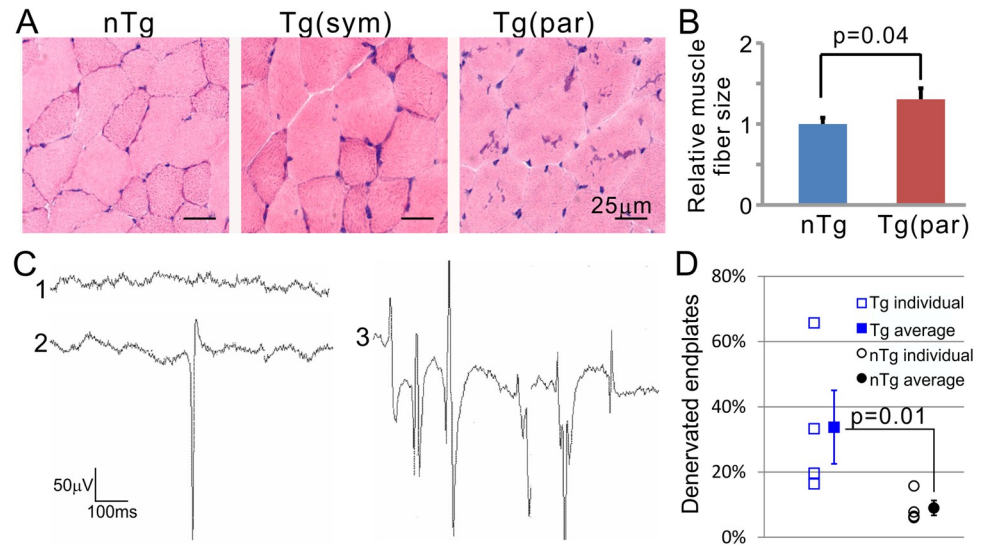 A
nTg
Tg(sym)
Tg(par)
25μm
B
Relative muscle
fiber size
2
1
0
p=0.04
nTg
Tg(par)
C
1
2
3
50μV
100ms
D
Denervated endplates
80%
60%
40%
20%
0%
Tg individual
Tg average
nTg individual
nTg average
p=0.01